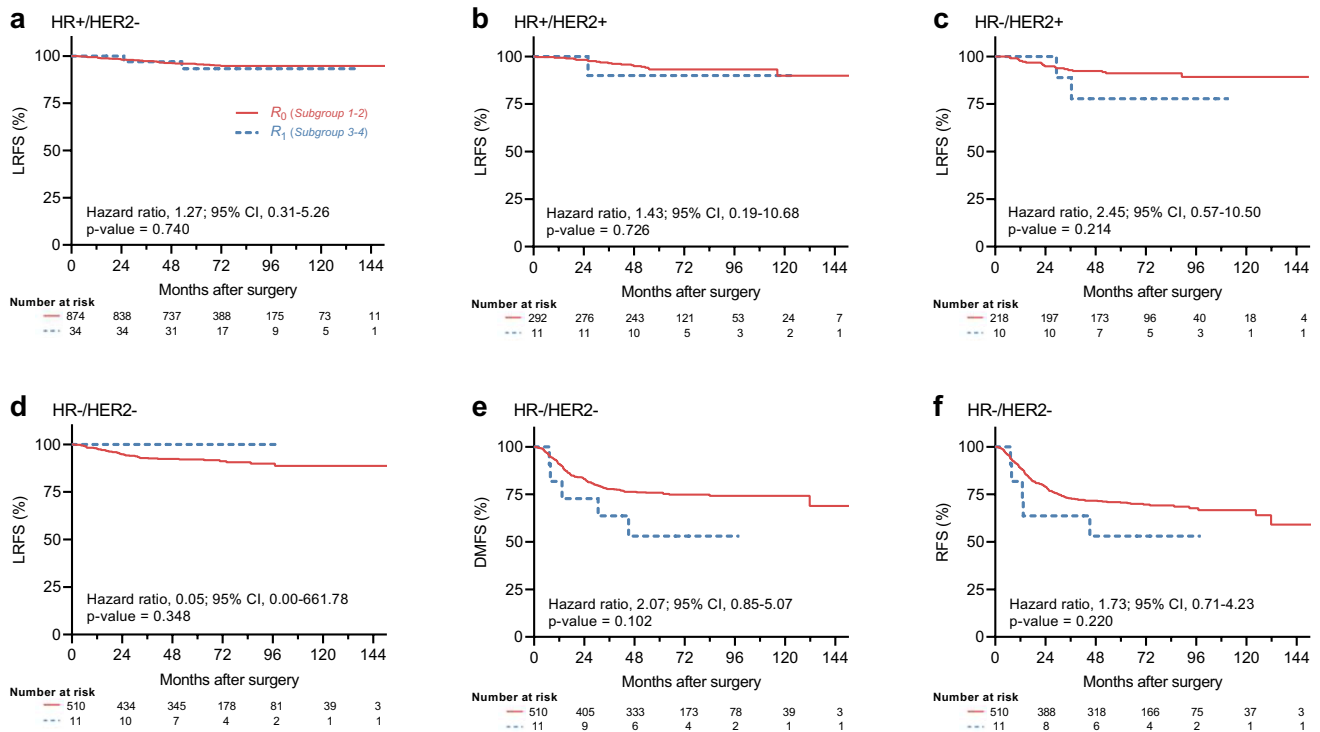 a HR+/HER2-
LRFS (%)
100
75
50
25
0
R0 (Subgroup 1-2)
R1 (Subgroup 3-4)
Hazard ratio, 1.27; 95% CI, 0.31-5.26
p-value = 0.740
0 24 48 72 96 120 144
Months after surgery
Number at risk
874 838 737 388 175 73 11
34 34 31 17 9 5 1
b HR+/HER2+
LRFS (%)
100
75
50
25
0
Hazard ratio, 1.43; 95% CI, 0.19-10.68
p-value = 0.726
0 24 48 72 96 120 144
Months after surgery
Number at risk
292 276 243 121 53 24 7
11 11 10 5 3 2 1
c HR-/HER2+
LRFS (%)
100
75
50
25
0
Hazard ratio, 2.45; 95% CI, 0.57-10.50
p-value = 0.214
0 24 48 72 96 120 144
Months after surgery
Number at risk
218 197 173 96 40 18 4
10 10 7 5 3 1 1
d HR-/HER2-
LRFS (%)
100
75
50
25
0
Hazard ratio, 0.05; 95% CI, 0.00-661.78
p-value = 0.348
0 24 48 72 96 120 144
Months after surgery
Number at risk
510 434 345 178 81 39 3
11 10 7 4 2 1 1
e HR-/HER2-
DMFS (%)
100
75
50
25
0
Hazard ratio, 2.07; 95% CI, 0.85-5.07
p-value = 0.102
0 24 48 72 96 120 144
Months after surgery
Number at risk
510 405 333 173 78 39 3
11 9 6 4 2 1 1
f HR-/HER2-
RFS (%)
100
75
50
25
0
Hazard ratio, 1.73; 95% CI, 0.71-4.23
p-value = 0.220
0 24 48 72 96 120 144
Months after surgery
Number at risk
510 388 318 166 75 37 3
11 8 6 4 2 1 1